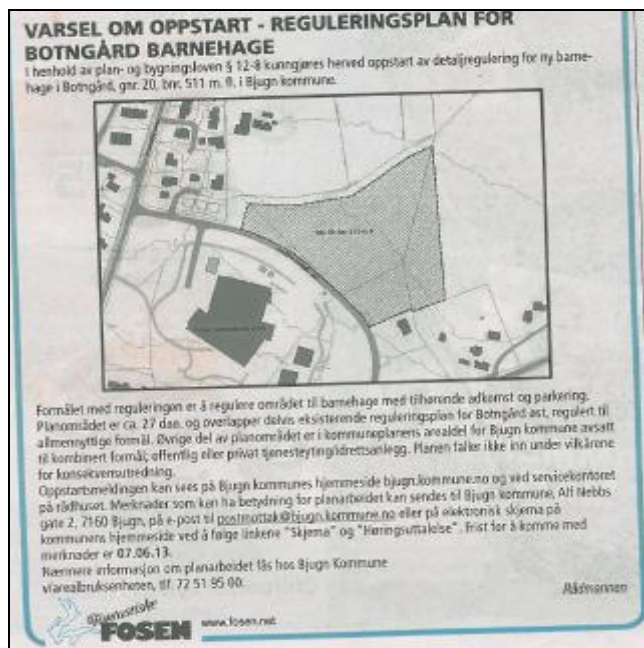 VARSEL OM OPPSTART - REGULERINGSPLAN FOR
BOTNGÅRD BARNEHAGE
I henhold av plan- og bygningsloven § 12-8 kunngjøres herved oppstart av detaljregulering for ny barne-
hage i Botngård, gnr. 20, bnr. 511 m. fl. i Bjugn kommune.
Formålet med reguleringen er å regulere området til barnehage med tilhørende adkomst og parkering.
Planområdet er ca. 27 daa. og overlapper delvis eksisterende reguleringsplan for Botngård øst, regulert til
allmennyttige formål. Øvrige del av planområdet er i kommuneplanens arealdel for Bjugn kommune avsatt
til kombinert formål; offentlig eller privat tjenesteyting/idrettsanlegg. Planen faller ikke inn under vilkårene
for konsekvensutredning.
Oppstartsmeldingen kan sees på Bjugn kommunes hjemmeside bjugn.kommune.no og ved servicekontoret
på rådhuset. Merknader som kan ha betydning for planarbeidet kan sendes til Bjugn kommune, Alf Nebbs
gate 2, 7160 Bjugn, på e-post til postmottak@bjugn.kommune.no eller på elektronisk skjema på
kommunens hjemmeside ved å følge linkene "Skjema" og "Høringsuttalelse". Frist for å komme med
merknader er 07.06.13.
Nærmere informasjon om planarbeidet fås hos Bjugn Kommune
v/arealbruksenheten, tlf. 72 51 95 00.
Rådmannen
FOSEN
www.fosen.net